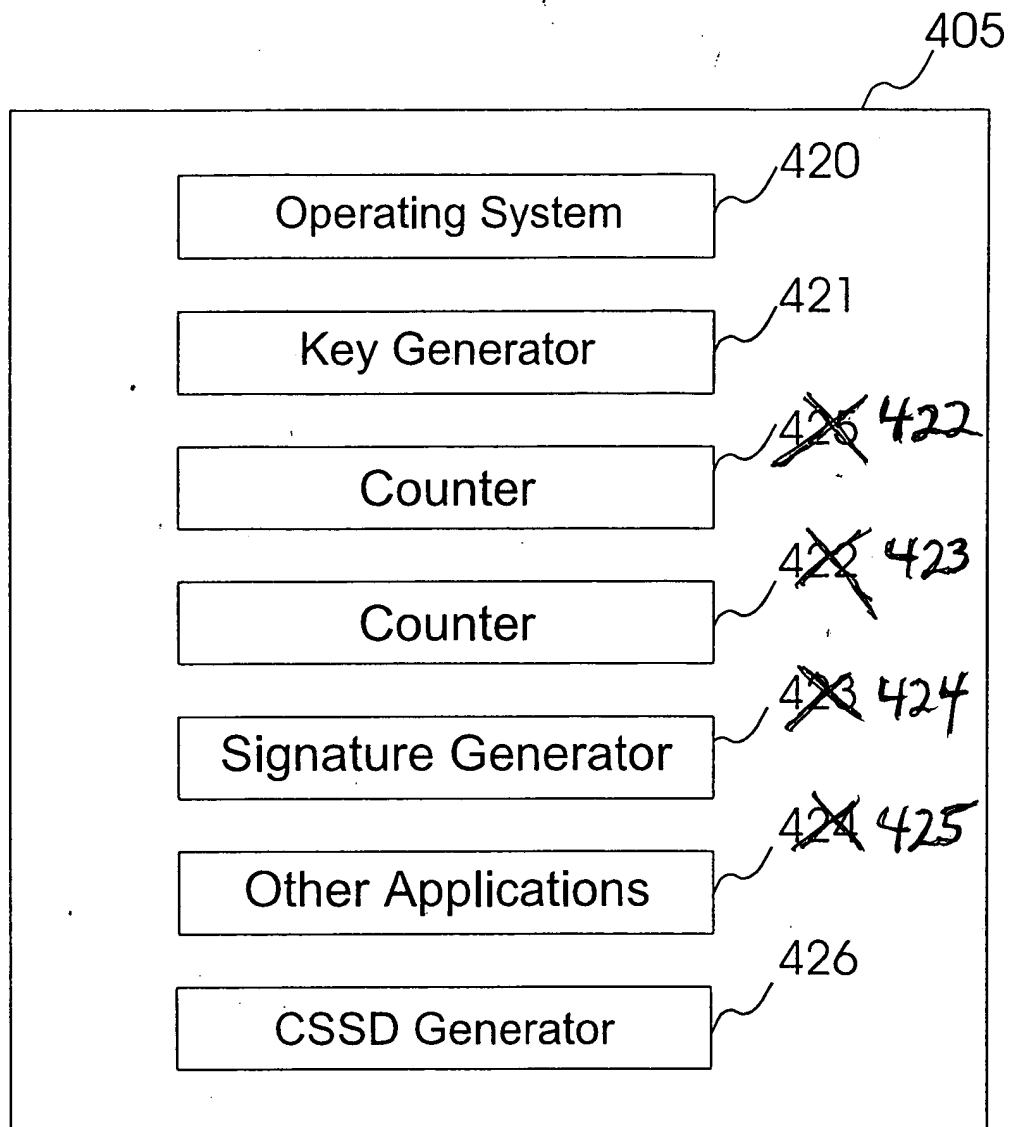 405
420
Operating System
421
Key Generator
425 422
Counter
422 423
Counter
423 424
Signature Generator
424 425
Other Applications
426
CSSD Generator